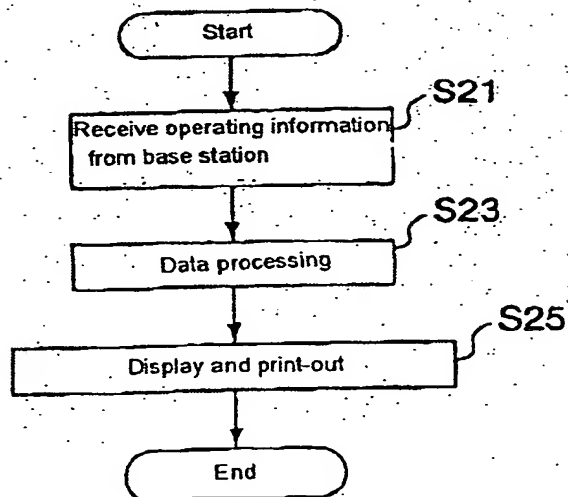 Start
S21
Receive operating information
from base station
S23
Data processing
S25
Display and print-out
End